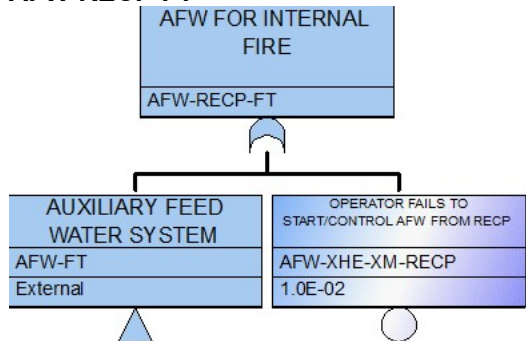 AFW FOR INTERNAL
FIRE
AFW-RECP-FT
AUXILIARY FEED
WATER SYSTEM
AFW-FT
External
OPERATOR FAILS TO
START/CONTROL AFW FROM RECP
AFW-XHE-XM-RECP
1.0E-02